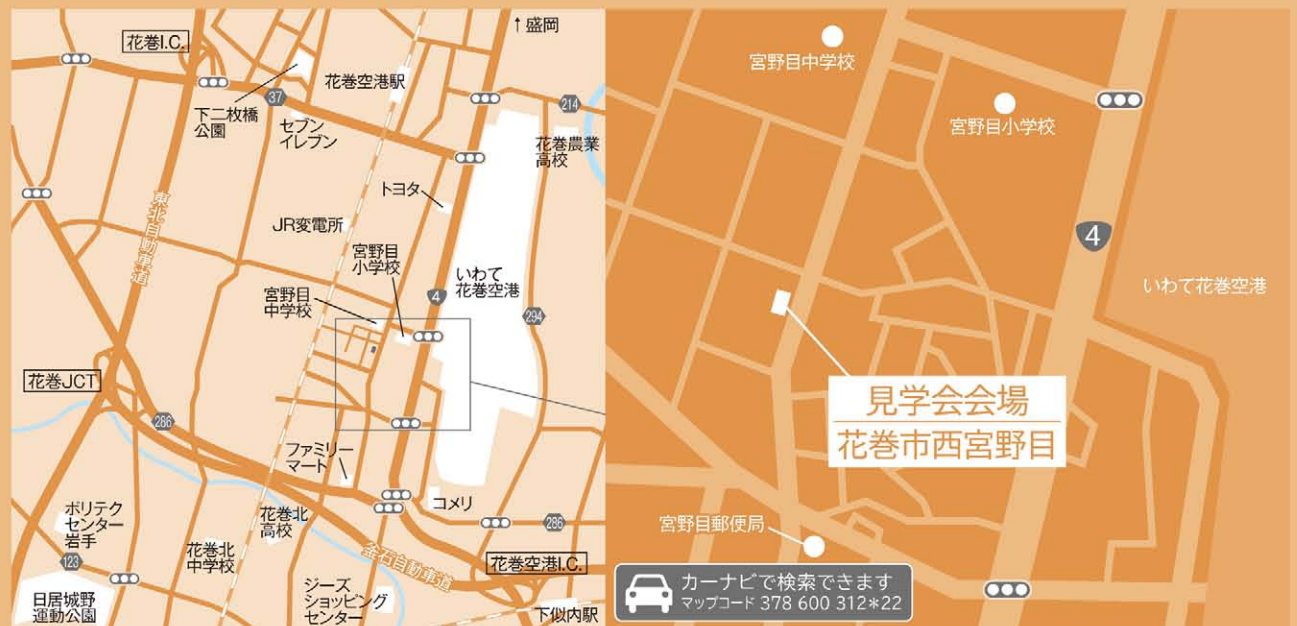 ↑盛岡
花巻I.C.
花巻空港駅
37
下二枚橋
公園
セブン
イレブン
214
花巻農業
高校
トヨタ
東北自動車道
JR変電所
宮野目
小学校
いわて
花巻空港
宮野目
中学校
4
294
花巻JCT
286
ファミリー
マート
コメリ
ポリテク
センター
岩手
花巻北
高校
286
花巻北
中学校
123
釜石自動車道
花巻空港I.C.
日居城野
運動公園
ジーズ
ショッピング
センター
下似内駅
宮野目中学校
宮野目小学校
4
いわて花巻空港
見学会会場
花巻市西宮野目
宮野目郵便局
カーナビで検索できます
マップコード 378 600 312*22